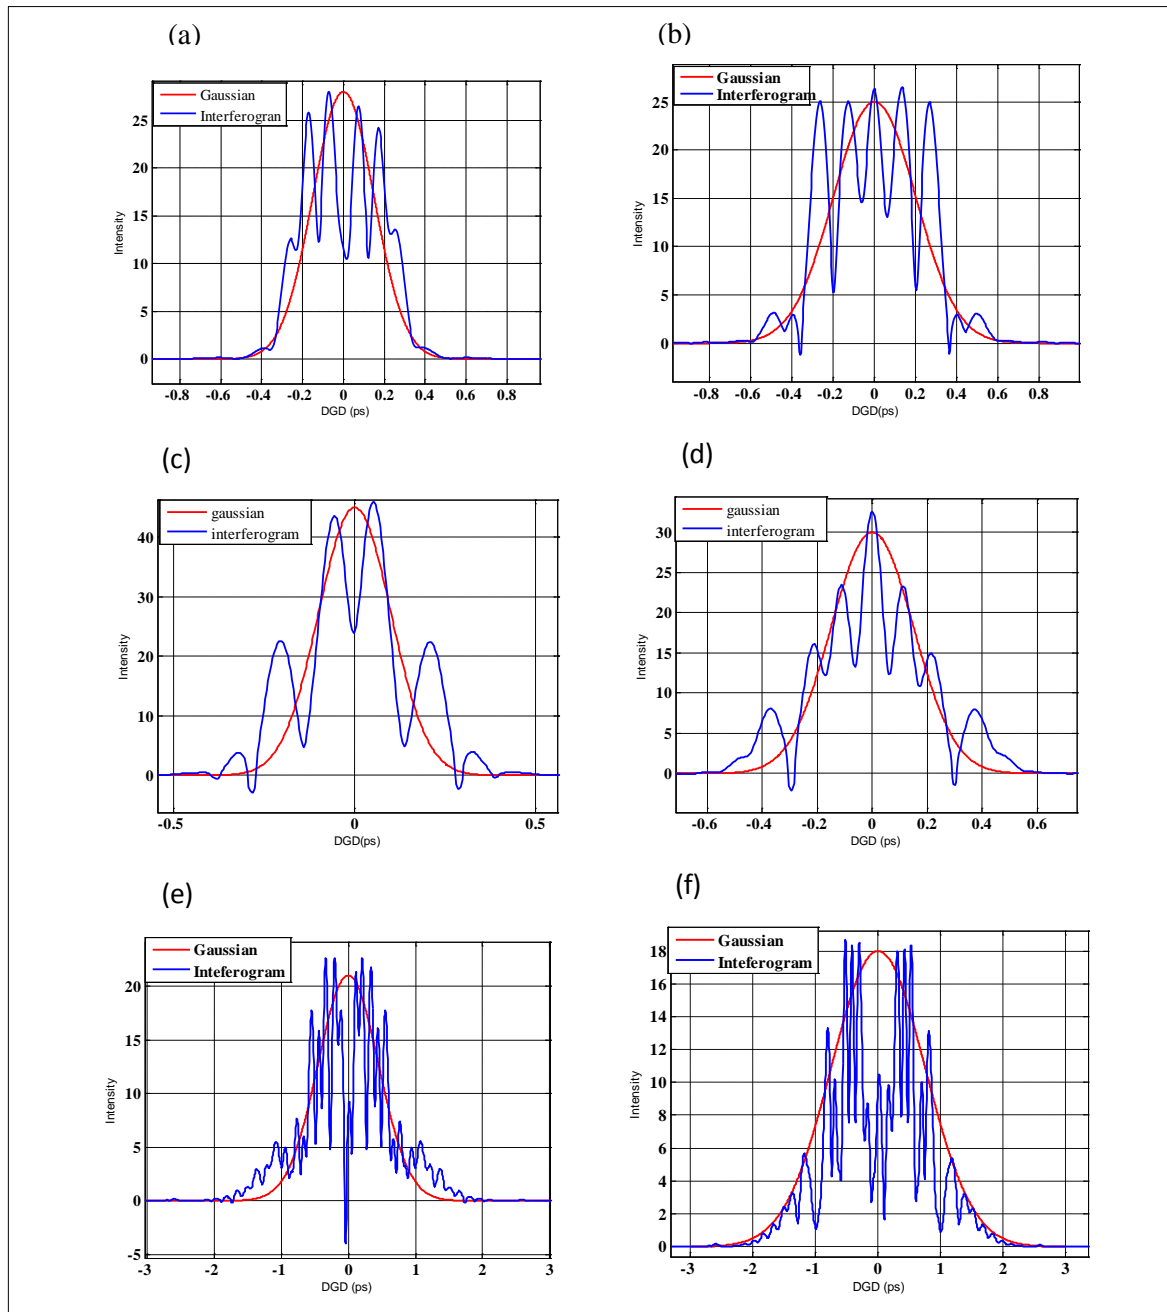 (a)
Gaussian
Interferogran
25
20
15
10
5
0
Intensity
-0.8 -0.6 -0.4 -0.2 0 0.2 0.4 0.6 0.8
DGD (ps)
(b)
Gaussian
Interferogram
25
20
15
10
5
0
Intensity
-0.8 -0.6 -0.4 -0.2 0 0.2 0.4 0.6 0.8
DGD(ps)
(c)
gaussian
interferogram
40
30
20
10
0
Intensity
-0.5 0 0.5
DGD(ps)
(d)
gaussian
interferogram
30
25
20
15
10
5
0
Intensity
-0.6 -0.4 -0.2 0 0.2 0.4 0.6
DGD (ps)
(e)
Gaussian
Inteferogram
20
15
10
5
0
-5
Intensity
-3 -2 -1 0 1 2 3
DGD (ps)
(f)
Gaussian
Inteferogram
18
16
14
12
10
8
6
4
2
0
Intensity
-3 -2 -1 0 1 2 3
DGD (ps)